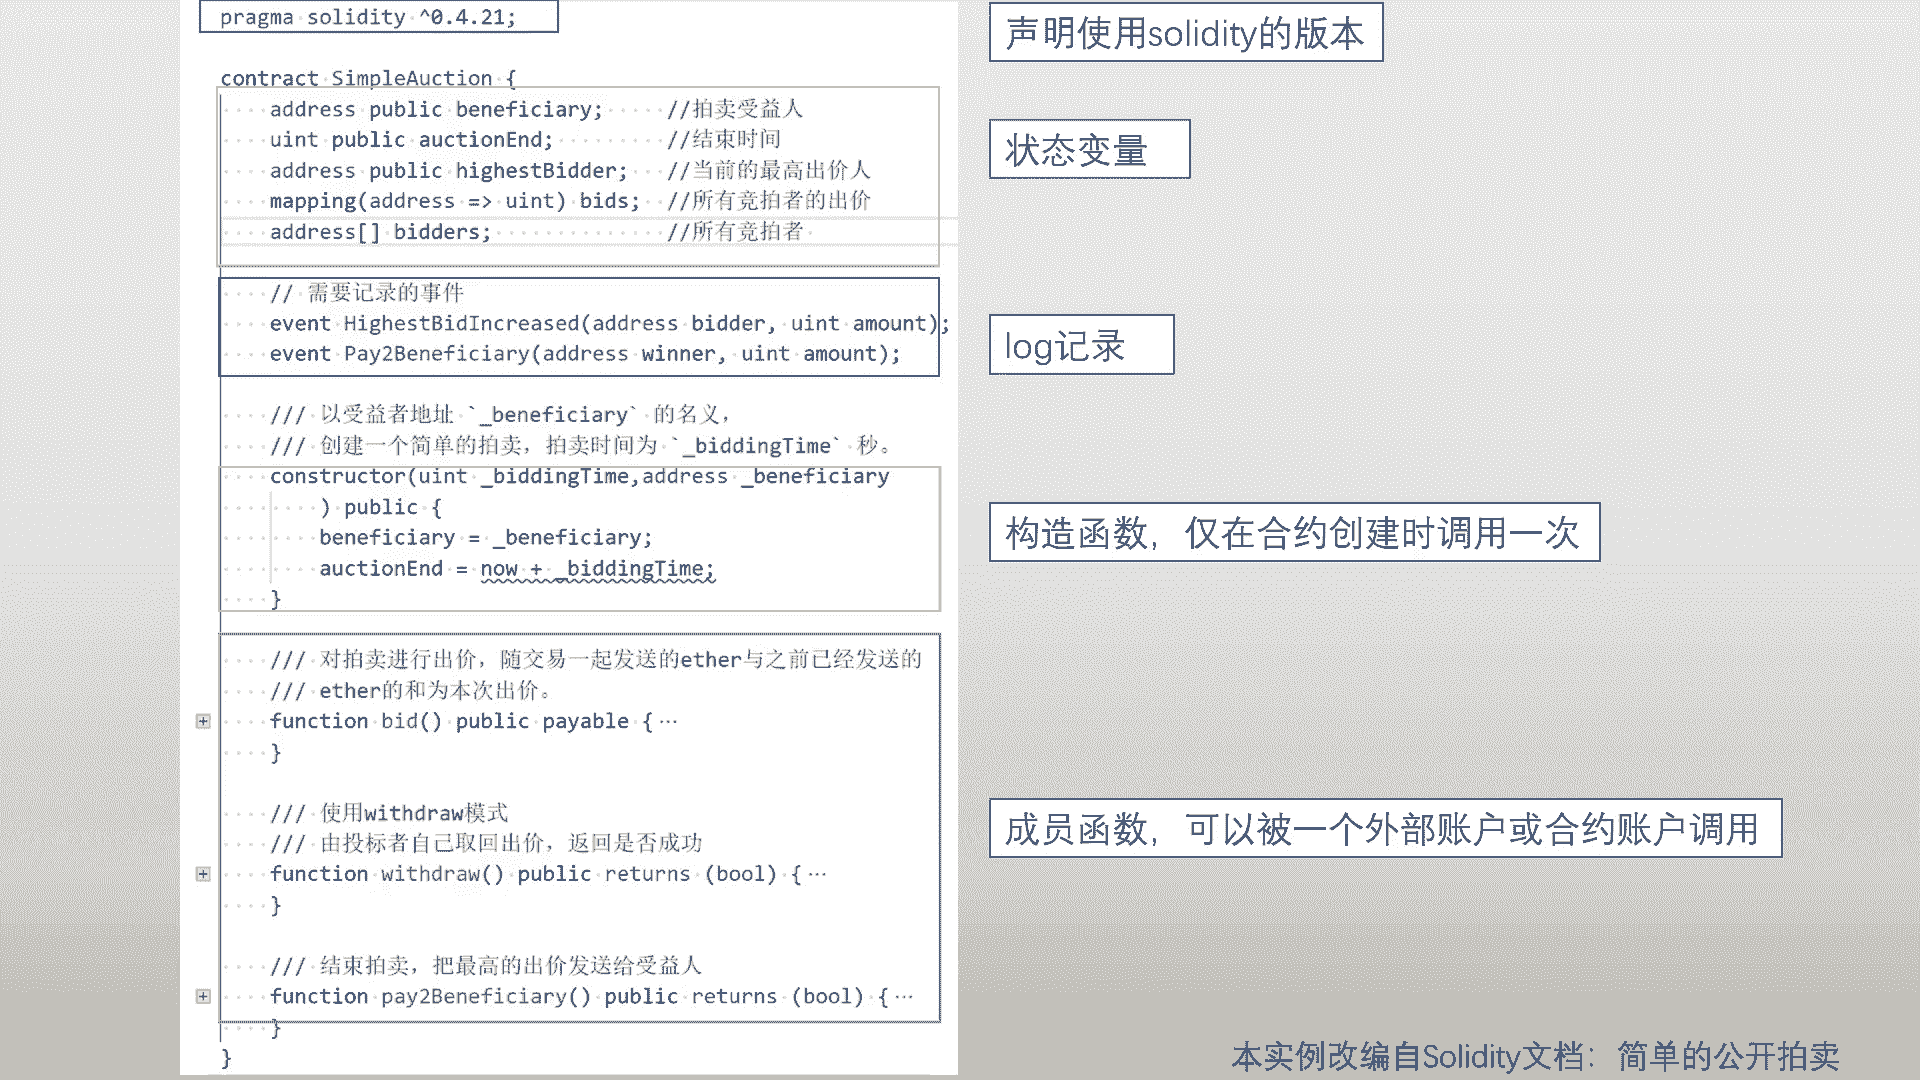 pragma solidity ^0.4.21;
声明使用solidity的版本
contract SimpleAuction {
address public beneficiary; //拍卖受益人
uint public auctionEnd; //结束时间
address public highestBidder; //当前的最高出价人
mapping(address => uint) bids; //所有竞拍者的出价
address[] bidders; //所有竞拍者
状态变量
// 需要记录的事件
event HighestBidIncreased(address bidder, uint amount);
event Pay2Beneficiary(address winner, uint amount);
log记录
/// 以受益者地址 `_beneficiary` 的名义，
/// 创建一个简单的拍卖，拍卖时间为 `_biddingTime` 秒。
constructor(uint _biddingTime,address _beneficiary
) public {
beneficiary = _beneficiary;
auctionEnd = now + _biddingTime;
}
构造函数，仅在合约创建时调用一次
/// 对拍卖进行出价，随交易一起发送的ether与之前已经发送的
/// ether的和为本次出价。
function bid() public payable {…
}
/// 使用withdraw模式
/// 由投标者自己取回出价，返回是否成功
function withdraw() public returns (bool) {…
}
/// 结束拍卖，把最高的出价发送给受益人
function pay2Beneficiary() public returns (bool) {…
}
}
成员函数，可以被一个外部账户或合约账户调用
本实例改编自Solidity文档：简单的公开拍卖